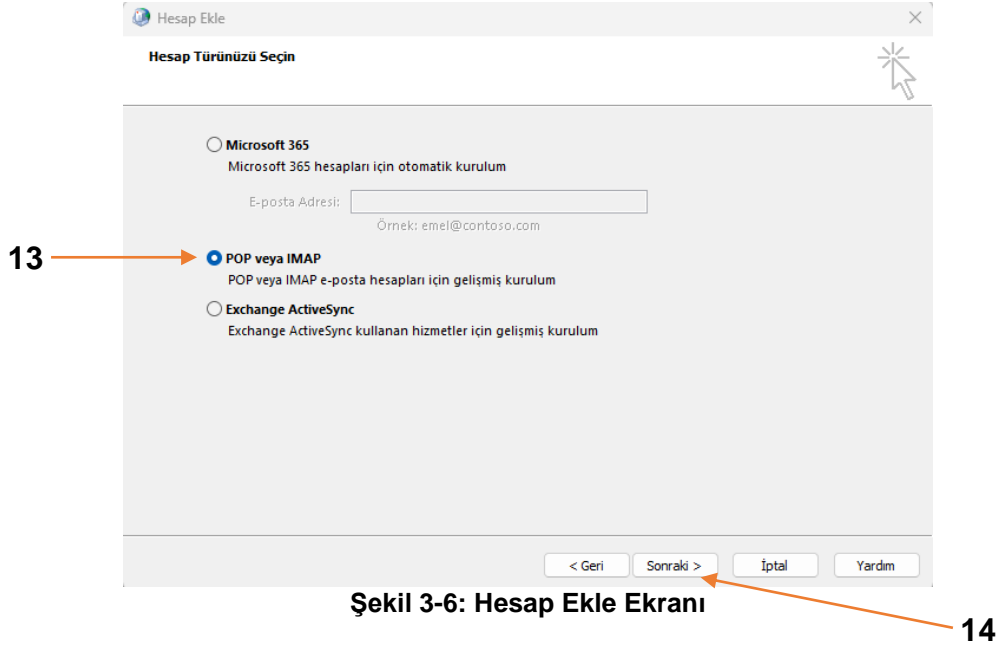 Hesap Ekle
Hesap Türünüzü Seçin
Microsoft 365
Microsoft 365 hesapları için otomatik kurulum
E-posta Adresi:
Örnek: emel@contoso.com
13
POP veya IMAP
POP veya IMAP e-posta hesapları için gelişmiş kurulum
Exchange ActiveSync
Exchange ActiveSync kullanan hizmetler için gelişmiş kurulum
< Geri Sonraki > İptal Yardım
Şekil 3-6: Hesap Ekle Ekranı
14